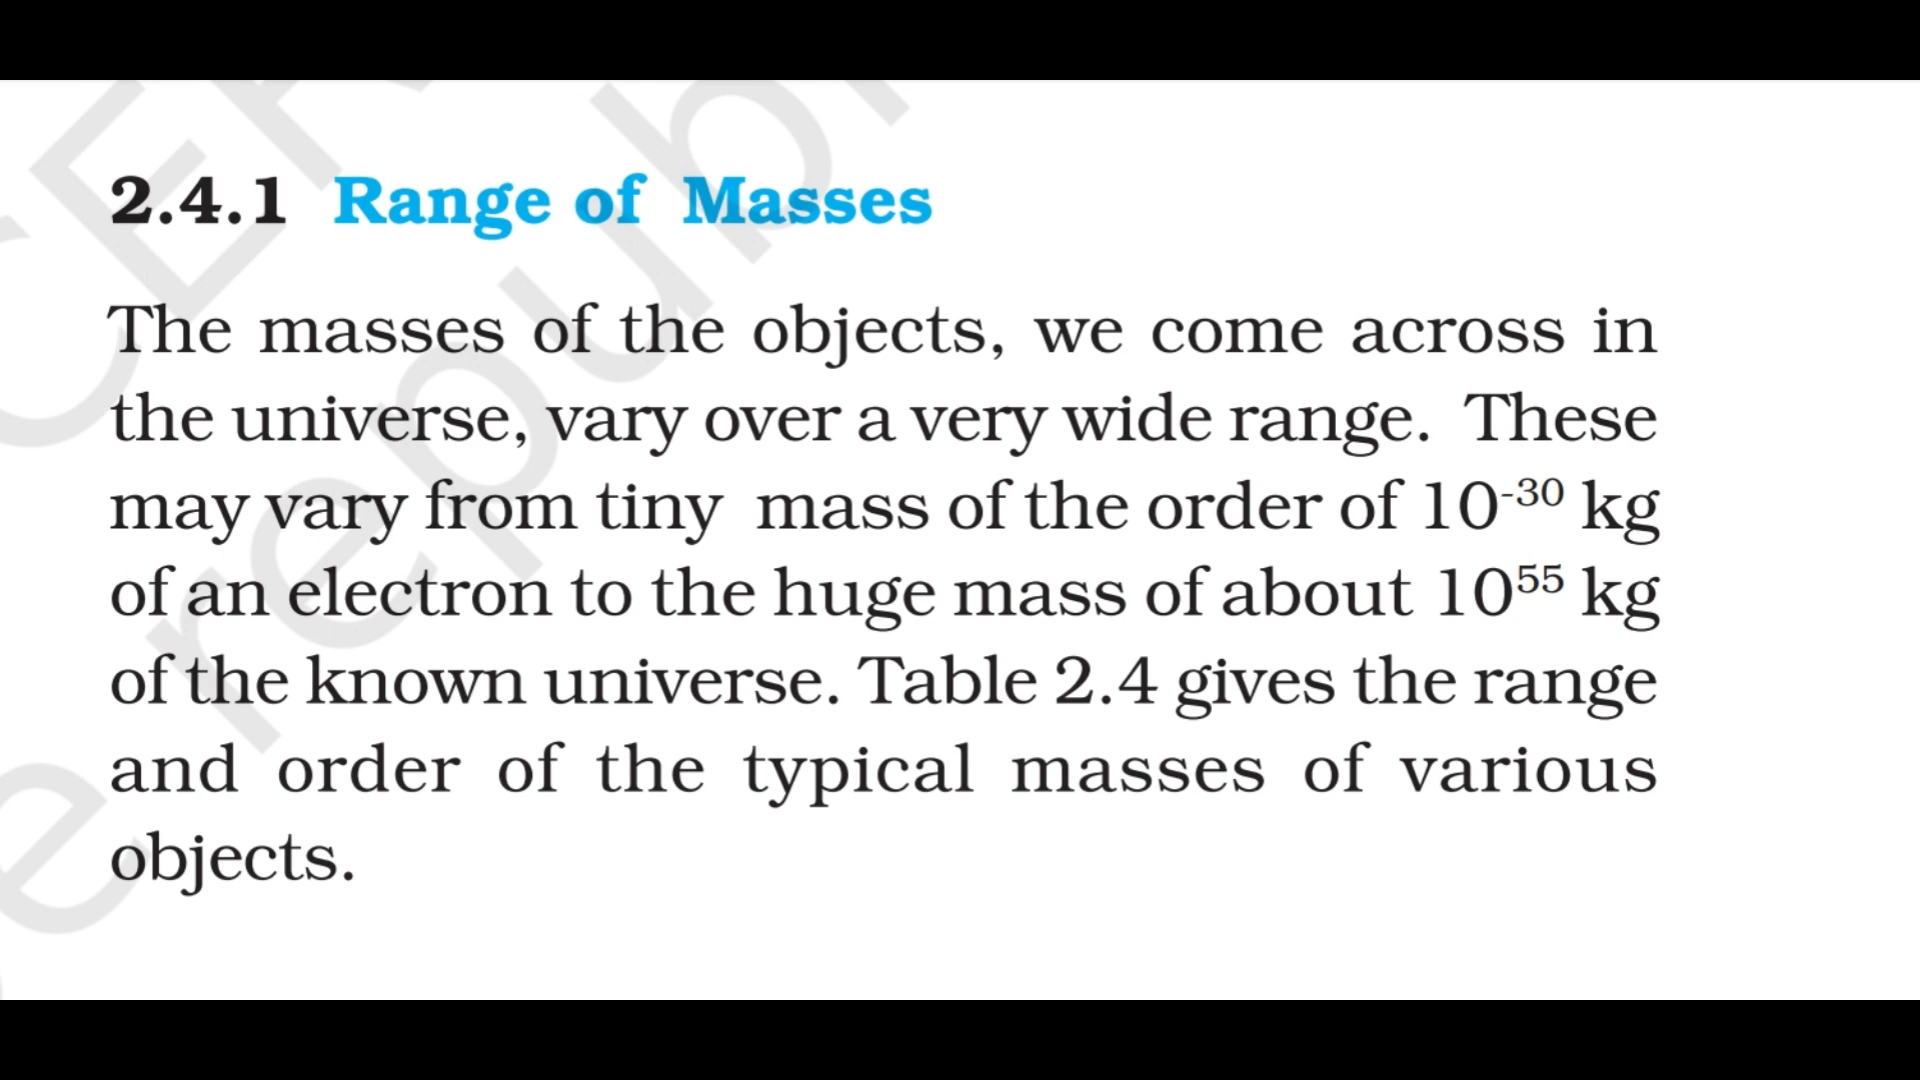 2.4.1 Range of Masses
The masses of the objects, we come across in
the universe, vary over a very wide range. These
may vary from tiny mass of the order of 10⁻³⁰ kg
of an electron to the huge mass of about 10⁵⁵ kg
of the known universe. Table 2.4 gives the range
and order of the typical masses of various
objects.